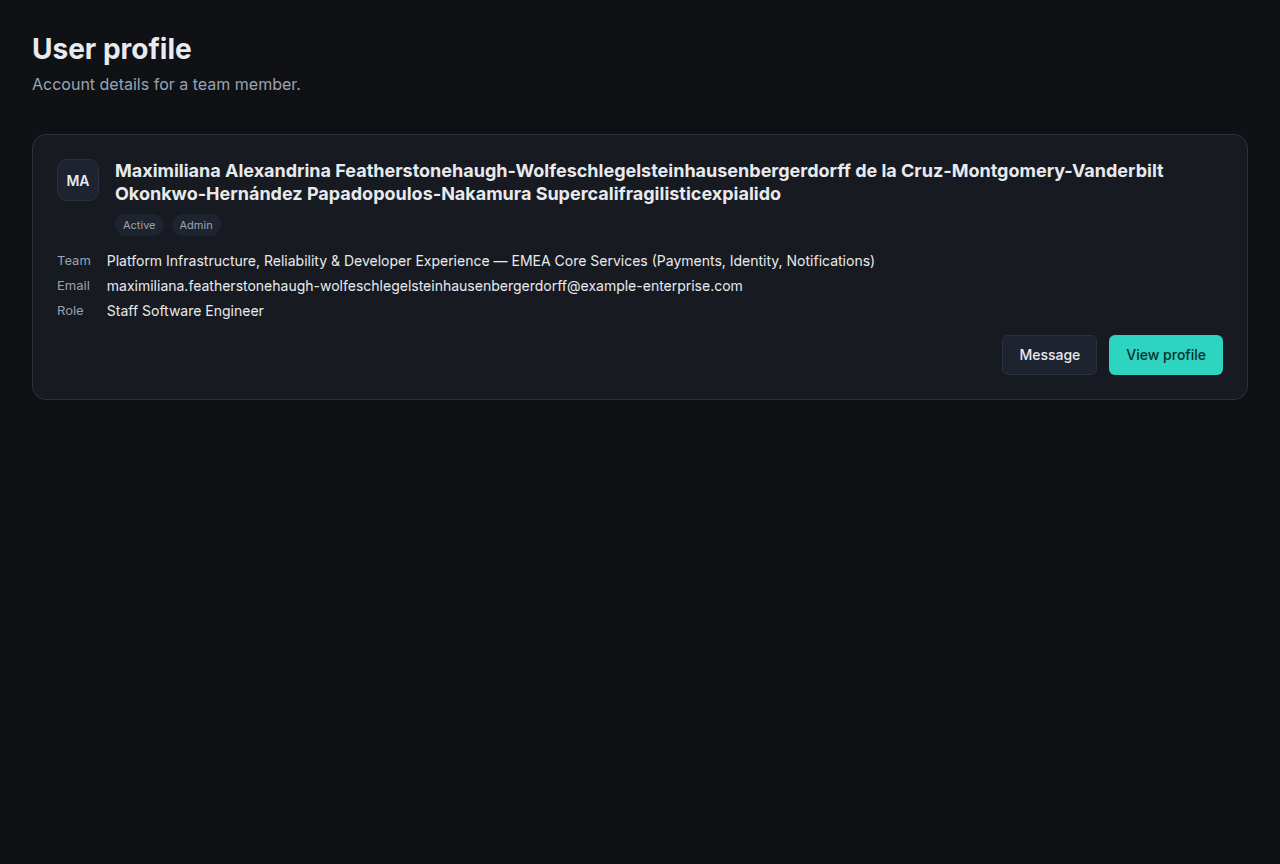 User profile
Account details for a team member.
MA
Maximiliana Alexandrina Featherstonehaugh-Wolfeschlegelsteinhausenbergerdorff de la Cruz-Montgomery-Vanderbilt
Okonkwo-Hernández Papadopoulos-Nakamura Supercalifragilisticexpialido
Active Admin
Team Platform Infrastructure, Reliability & Developer Experience — EMEA Core Services (Payments, Identity, Notifications)
Email maximiliana.featherstonehaugh-wolfeschlegelsteinhausenbergerdorff@example-enterprise.com
Role Staff Software Engineer
Message View profile